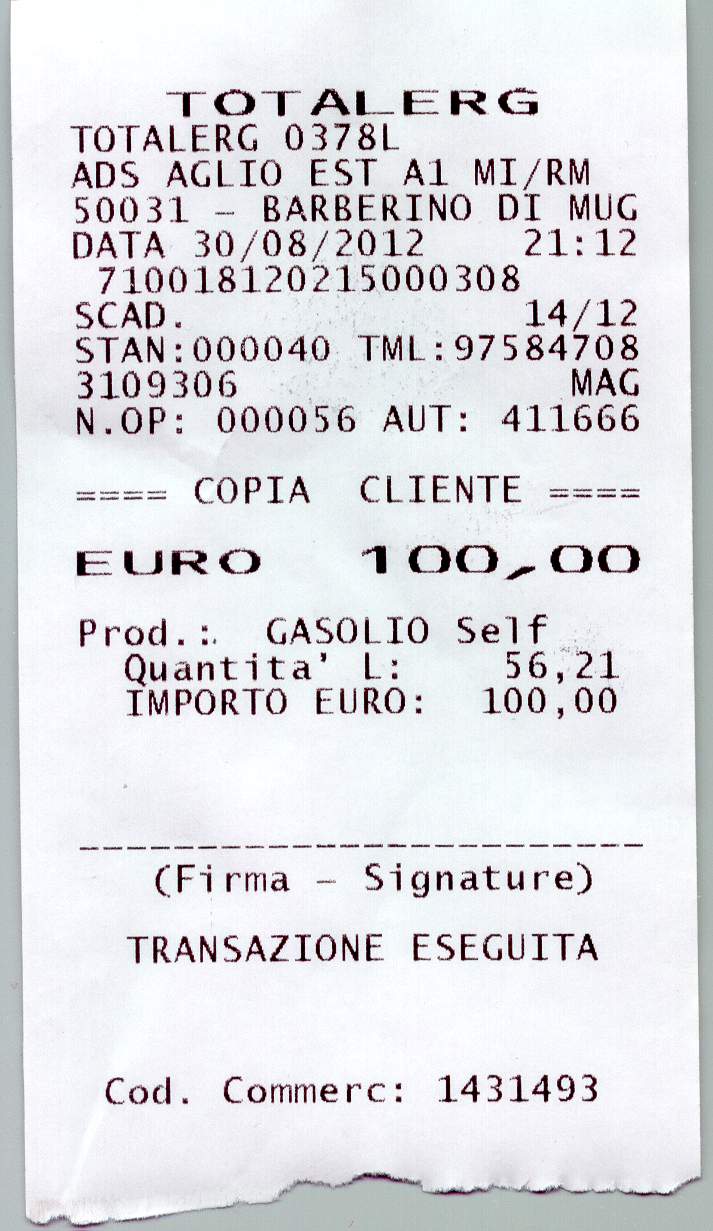 TOTALERG
TOTALERG 0378L
ADS AGLIO EST A1 MI/RM
50031 - BARBERINO DI MUG
DATA 30/08/2012 21:12
710018120215000308
SCAD. 14/12
STAN:000040 TML:97584708
3109306 MAG
N.OP: 000056 AUT: 411666
==== COPIA CLIENTE ====
EURO 100,00
Prod.:. GASOLIO Self
Quantita' L: 56,21
IMPORTO EURO: 100,00
------------------------
(Firma - Signature)
TRANSAZIONE ESEGUITA
Cod. Commerc: 1431493